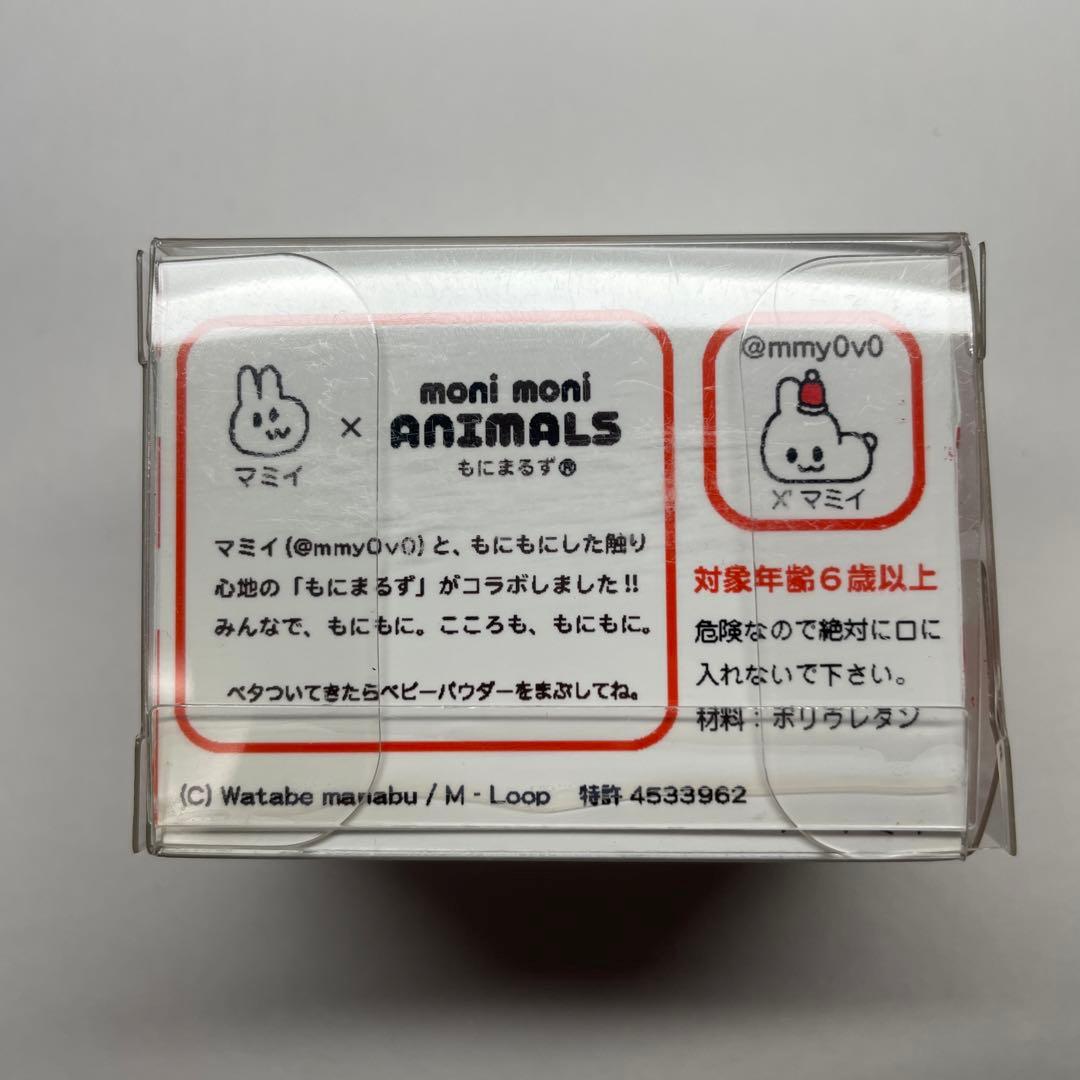 マミイ
×
moni moni
ANIMALS
もにまるず®
マミイ(@mmy0v0)と、もにもにした触り
心地の「もにまるず」がコラボしました!!
みんなで、もにもに。こころも、もにもに。
ベタついてきたらベビーパウダーをまぶしてね。
@mmy0v0
× マミイ
対象年齢6歳以上
危険なので絶対に口に
入れないで下さい。
材料：ポリウレタン
(C) Watabe manabu / M - Loop 特許 4533962